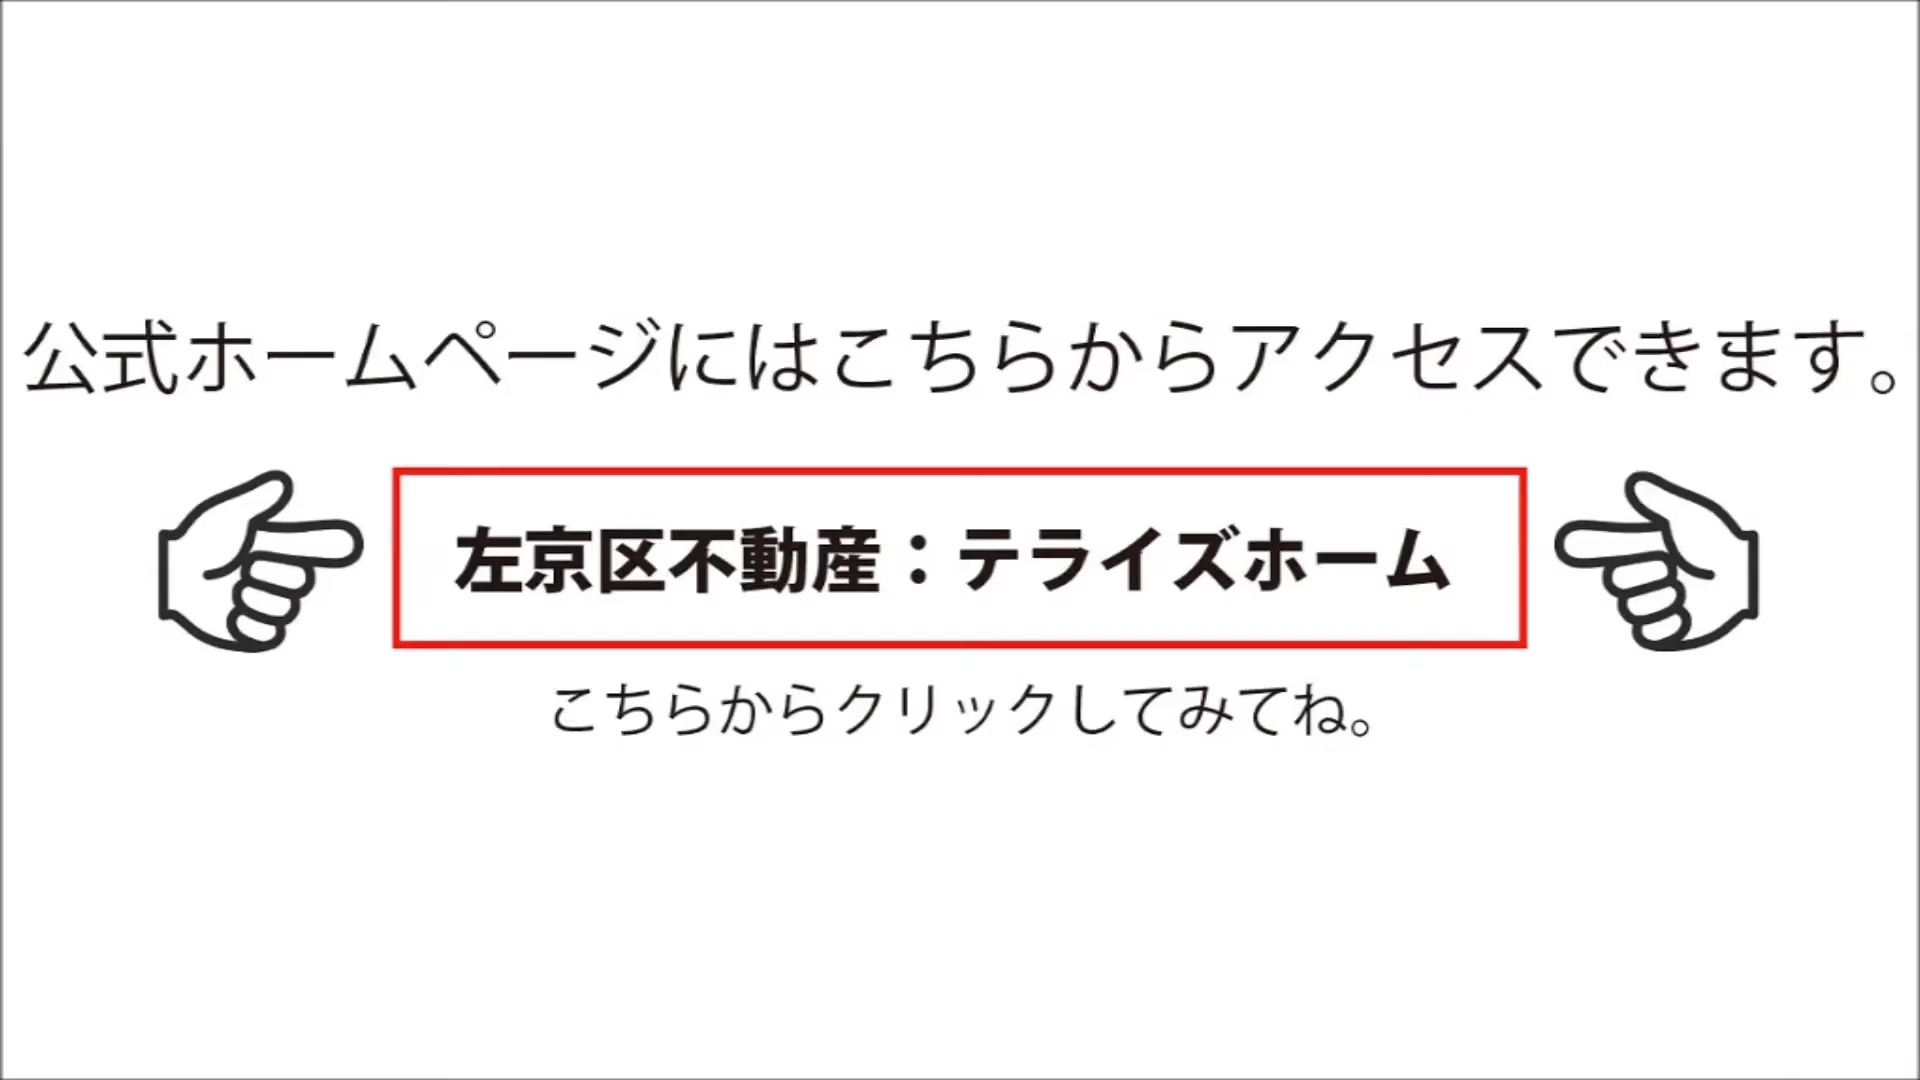 公式ホームページにはこちらからアクセスできます。
左京区不動産：テライズホーム
こちらからクリックしてみてね。